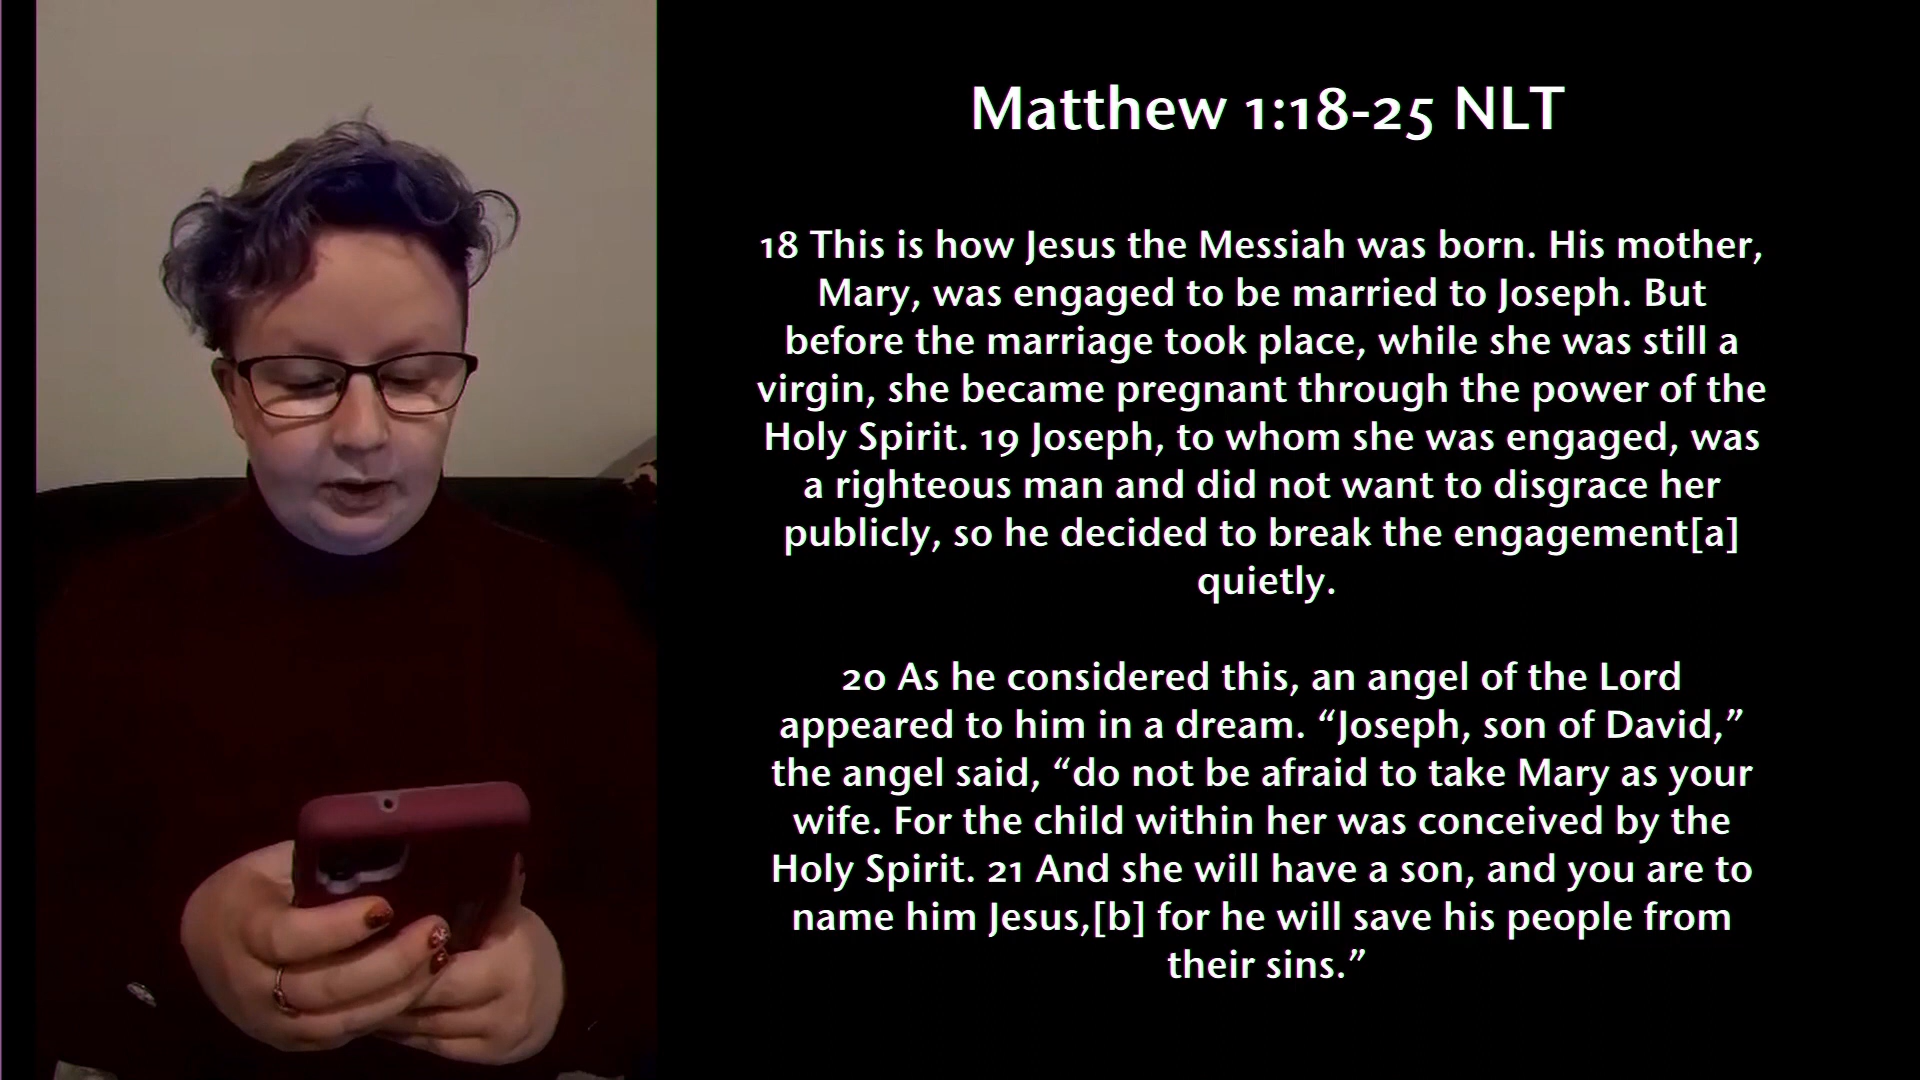 Matthew 1:18-25 NLT
18 This is how Jesus the Messiah was born. His mother,
Mary, was engaged to be married to Joseph. But
before the marriage took place, while she was still a
virgin, she became pregnant through the power of the
Holy Spirit. 19 Joseph, to whom she was engaged, was
a righteous man and did not want to disgrace her
publicly, so he decided to break the engagement[a]
quietly.
20 As he considered this, an angel of the Lord
appeared to him in a dream. “Joseph, son of David,”
the angel said, “do not be afraid to take Mary as your
wife. For the child within her was conceived by the
Holy Spirit. 21 And she will have a son, and you are to
name him Jesus,[b] for he will save his people from
their sins.”